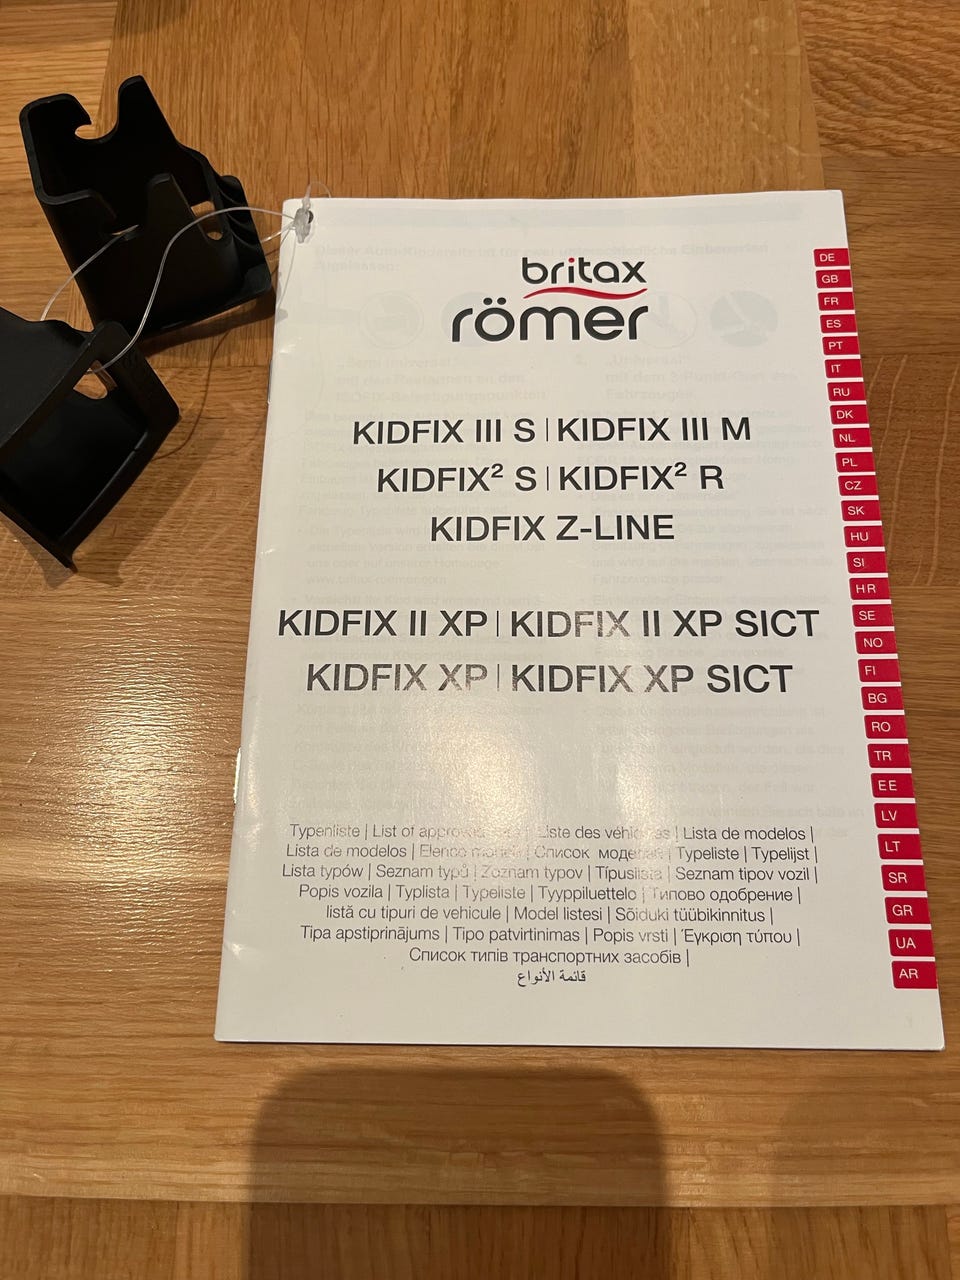 britax
römer
KIDFIX III S | KIDFIX III M
KIDFIX² S | KIDFIX² R
KIDFIX Z-LINE
KIDFIX II XP | KIDFIX II XP SICT
KIDFIX XP | KIDFIX XP SICT
Typenliste | List of approved | Liste des véhicules | Lista de modelos |
Lista de modelos | Elenco | Список моделей | Typeliste | Typelijst |
Lista typów | Seznam typů | Zoznam typov | Típuslista | Seznam tipov vozil |
Popis vozila | Typlista | Typeliste | Tyyppiluettelo | Типово одобрение |
listă cu tipuri de vehicule | Model listesi | Sõiduki tüübikinnitus |
Tipa apstiprinājums | Tipo patvirtinimas | Popis vrsti | Έγκριση τύπου |
Список типів транспортних засобів |
قائمة الأنواع
DE
GB
FR
ES
PT
IT
RU
DK
NL
PL
CZ
SK
HU
SI
HR
SE
NO
FI
BG
RO
TR
EE
LV
LT
SR
GR
UA
AR